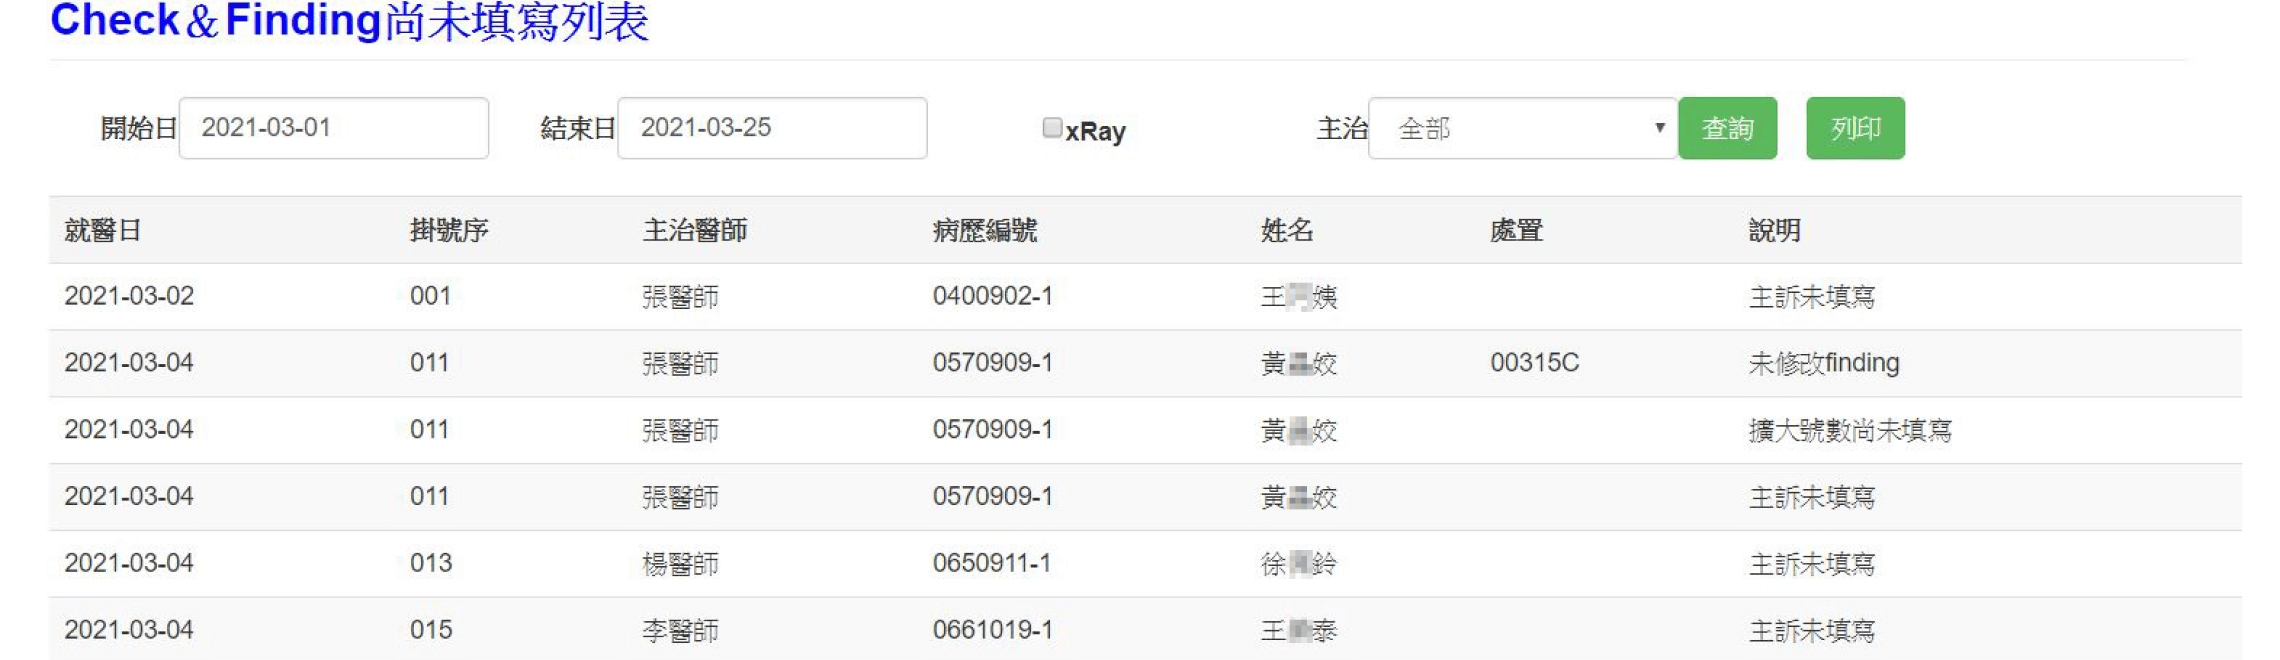 Check＆Finding尚未填寫列表
開始日 2021-03-01 結束日 2021-03-25 xRay 主治 全部 查詢 列印
就醫日 掛號序 主治醫師 病歷編號 姓名 處置 說明
2021-03-02 001 張醫師 0400902-1 王 姨 主訴未填寫
2021-03-04 011 張醫師 0570909-1 黃 姣 00315C 未修改finding
2021-03-04 011 張醫師 0570909-1 黃 姣 擴大號數尚未填寫
2021-03-04 011 張醫師 0570909-1 黃 姣 主訴未填寫
2021-03-04 013 楊醫師 0650911-1 徐 鈴 主訴未填寫
2021-03-04 015 李醫師 0661019-1 王 泰 主訴未填寫